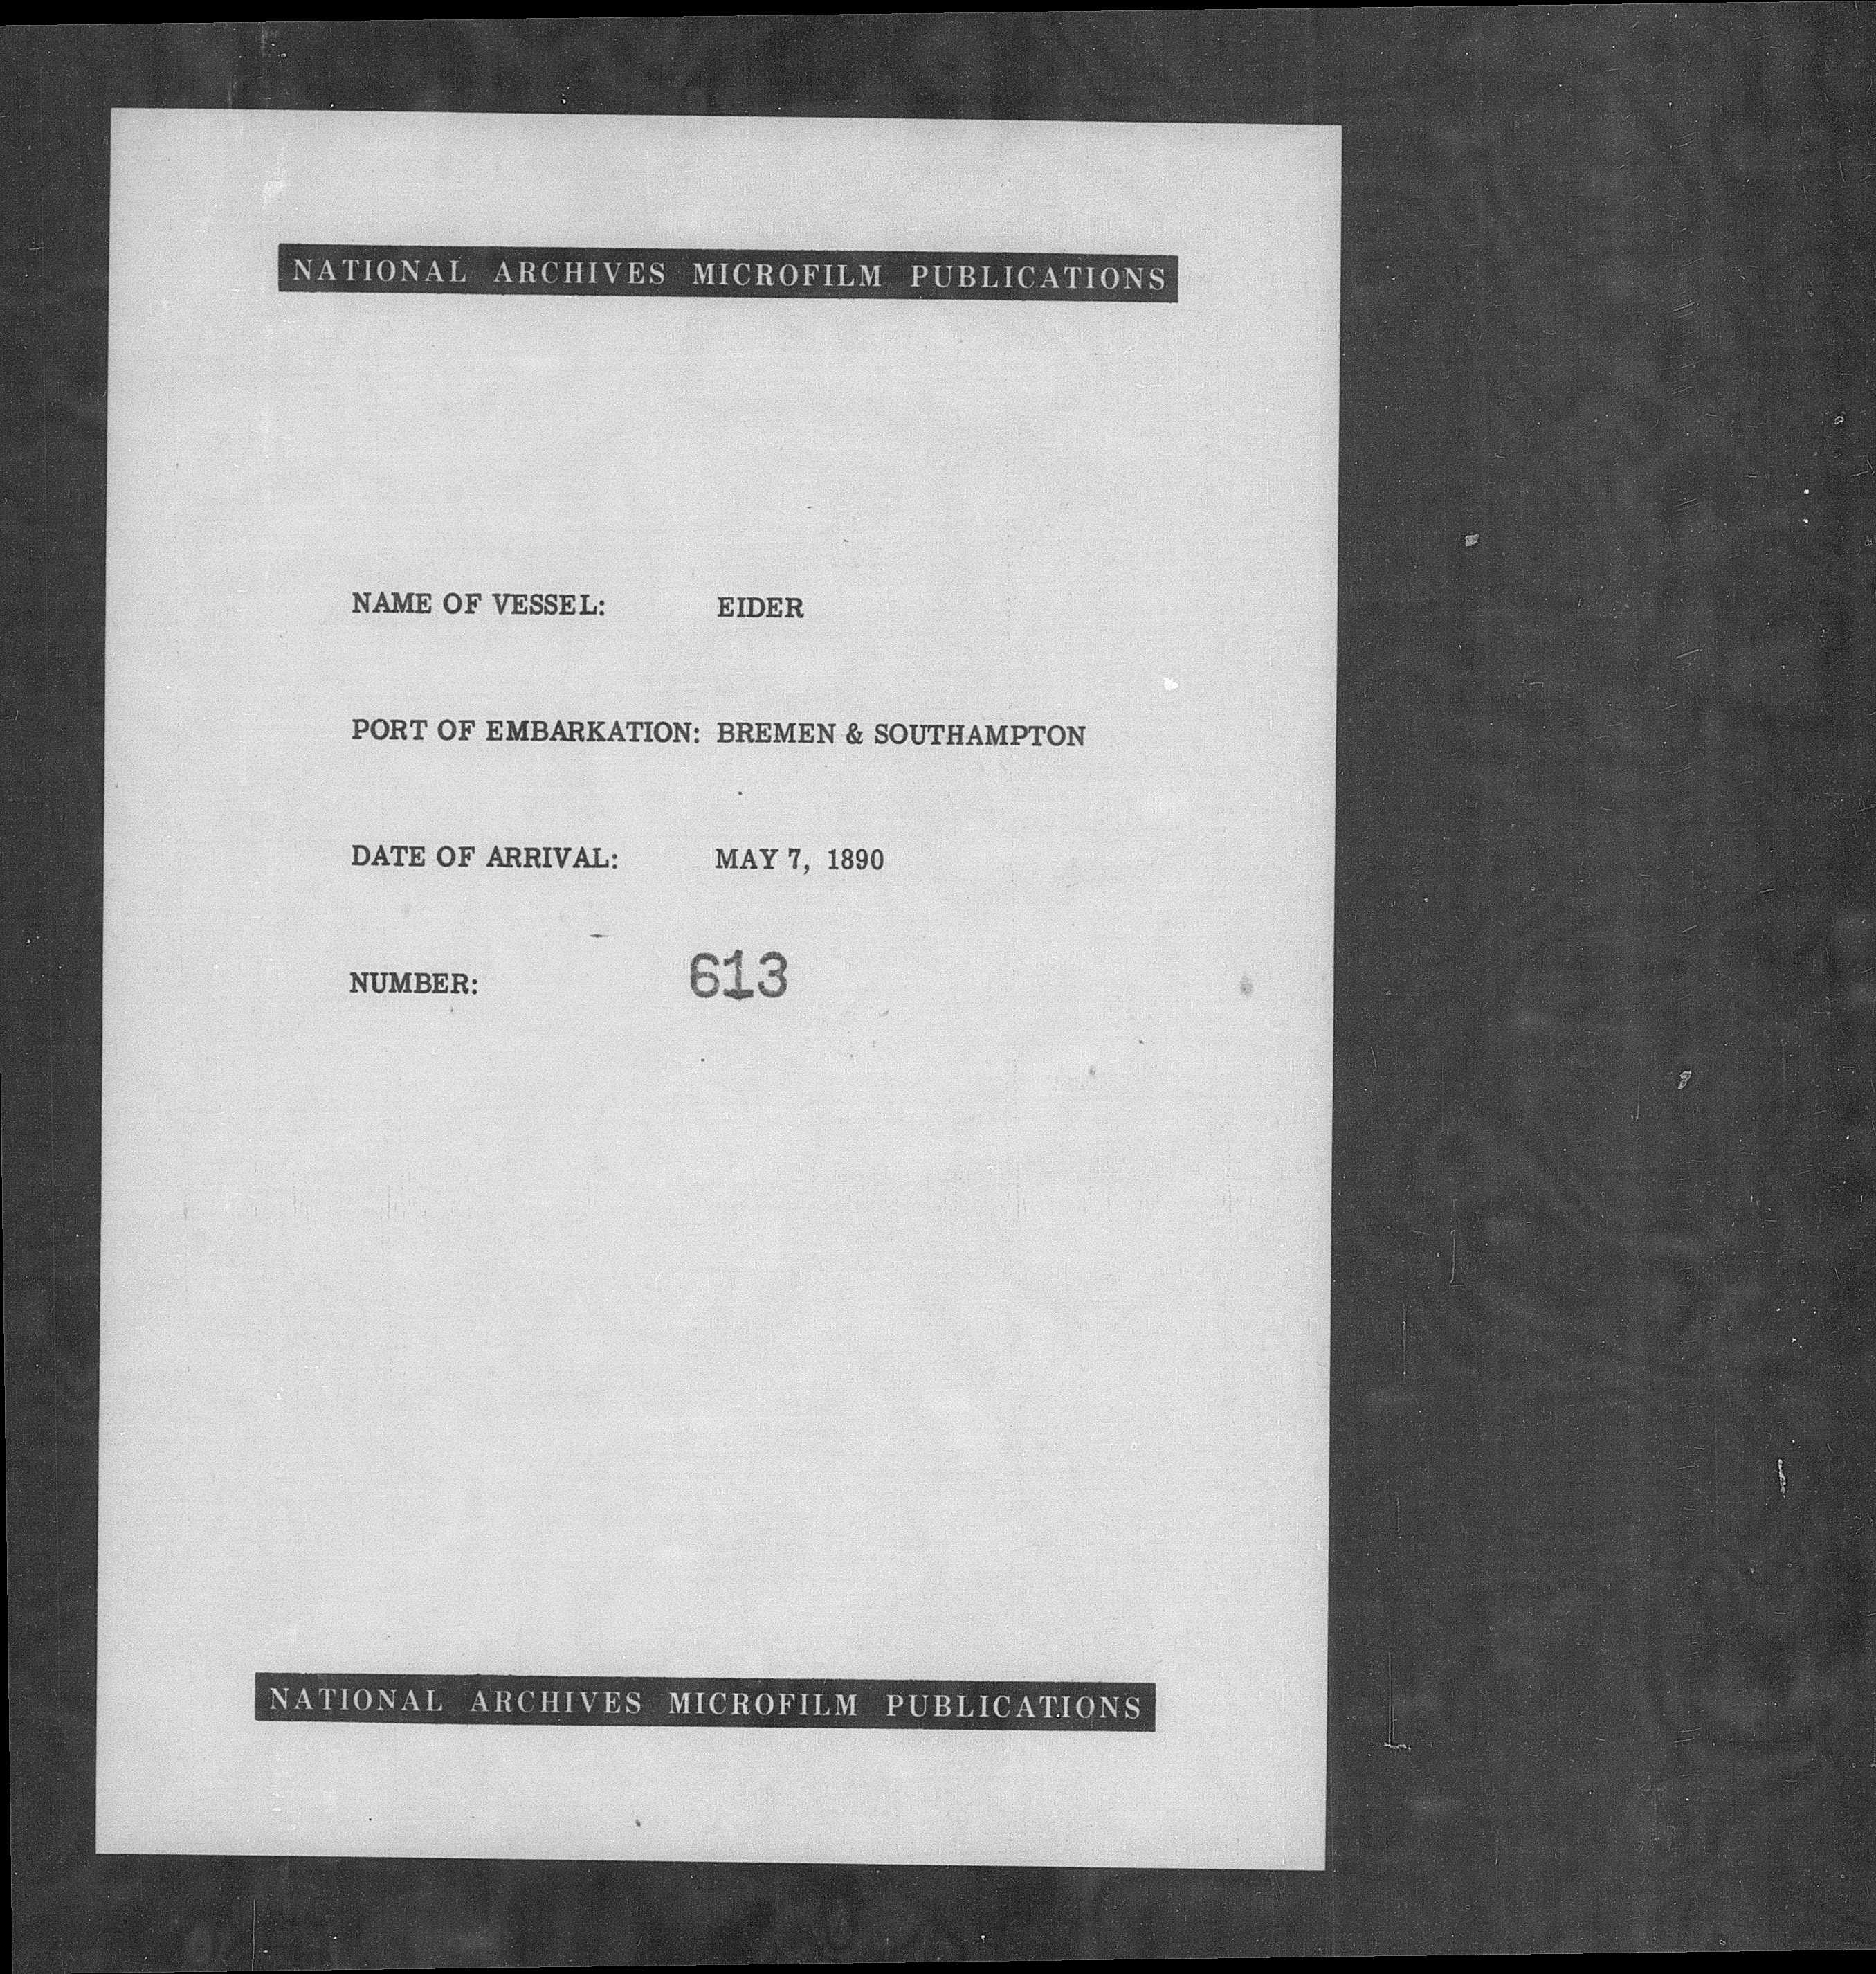 NATIONAL ARCHIVES MICROFILM PUBLICATIONS
NAME OF VESSEL: EIDER
PORT OF EMBARKATION: BREMEN & SOUTHAMPTON
DATE OF ARRIVAL: MAY 7, 1890
NUMBER: 613
NATIONAL ARCHIVES MICROFILM PUBLICATIONS